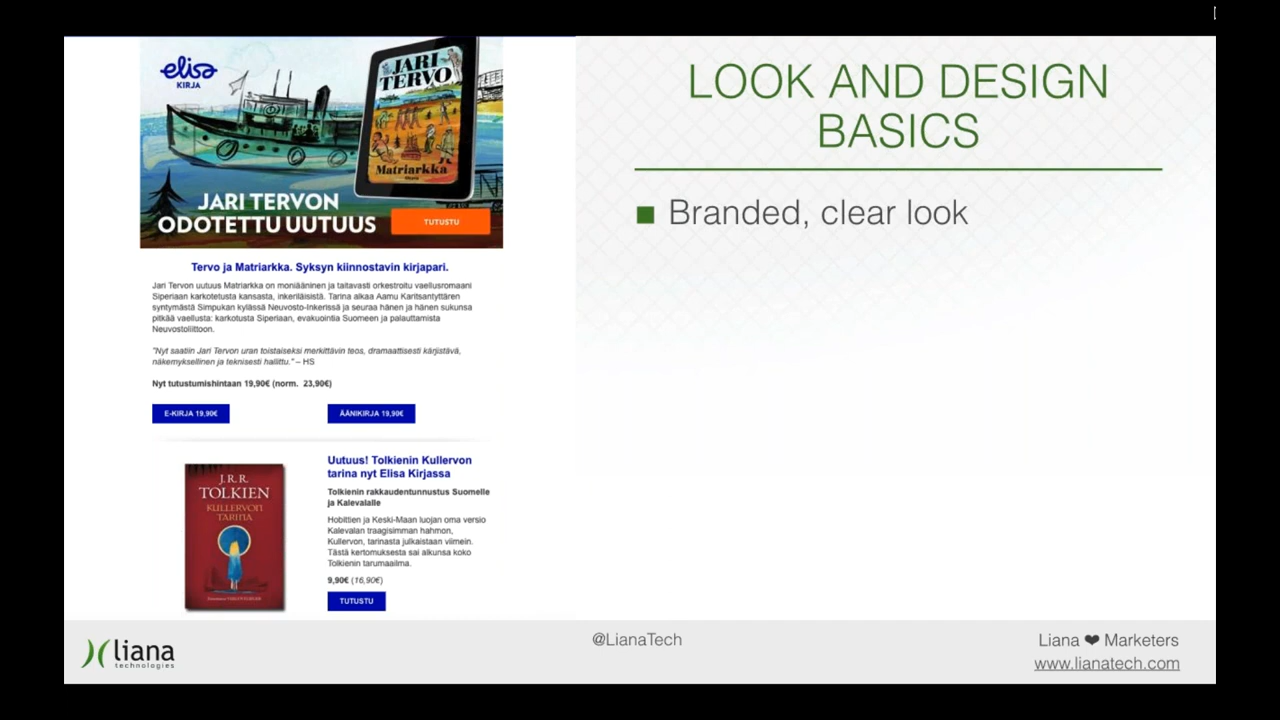 elisa
KIRJA
JARI
TERVO
Matriarkka
JARI TERVON
ODOTETTU UUTUUS
TUTUSTU
Tervo ja Matriarkka. Syksyn kiinnostavin kirjapari.
Jari Tervon uutuus Matriarkka on moniääninen ja taitavasti orkestroitu vaellusromaani
Siperiaan karkotetusta kansasta, inkeriläisistä. Tarina alkaa Aamu Karitsantyttären
syntymästä Simpukan kylässä Neuvosto-Inkerissä ja seuraa hänen ja hänen sukunsa
pitkää vaellusta: karkotusta Siperiaan, evakuointia Suomeen ja palauttamista
Neuvostoliittoon.
"Nyt saatiin Jari Tervon uran toistaiseksi merkittävin teos, dramaattisesti kärjistävä,
näkemyksellinen ja teknisesti hallittu." – HS
Nyt tutustumishintaan 19,90€ (norm. 23,90€)
E-KIRJA 19,90€
ÄÄNIKIRJA 19,90€
J.R.R.
TOLKIEN
KULLERVON
TARINA
Uutuus! Tolkienin Kullervon
tarina nyt Elisa Kirjassa
Tolkienin rakkaudentunnustus Suomelle
ja Kalevalalle
Hobittien ja Keski-Maan luojan oma versio
Kalevalan traagisimman hahmon,
Kullervon, tarinasta julkaistaan viimein.
Tästä kertomuksesta sai alkunsa koko
Tolkienin tarumaailma.
9,90€ (16,90€)
TUTUSTU
LOOK AND DESIGN
BASICS
■ Branded, clear look
liana
technologies
@LianaTech
Liana ❤ Marketers
www.lianatech.com